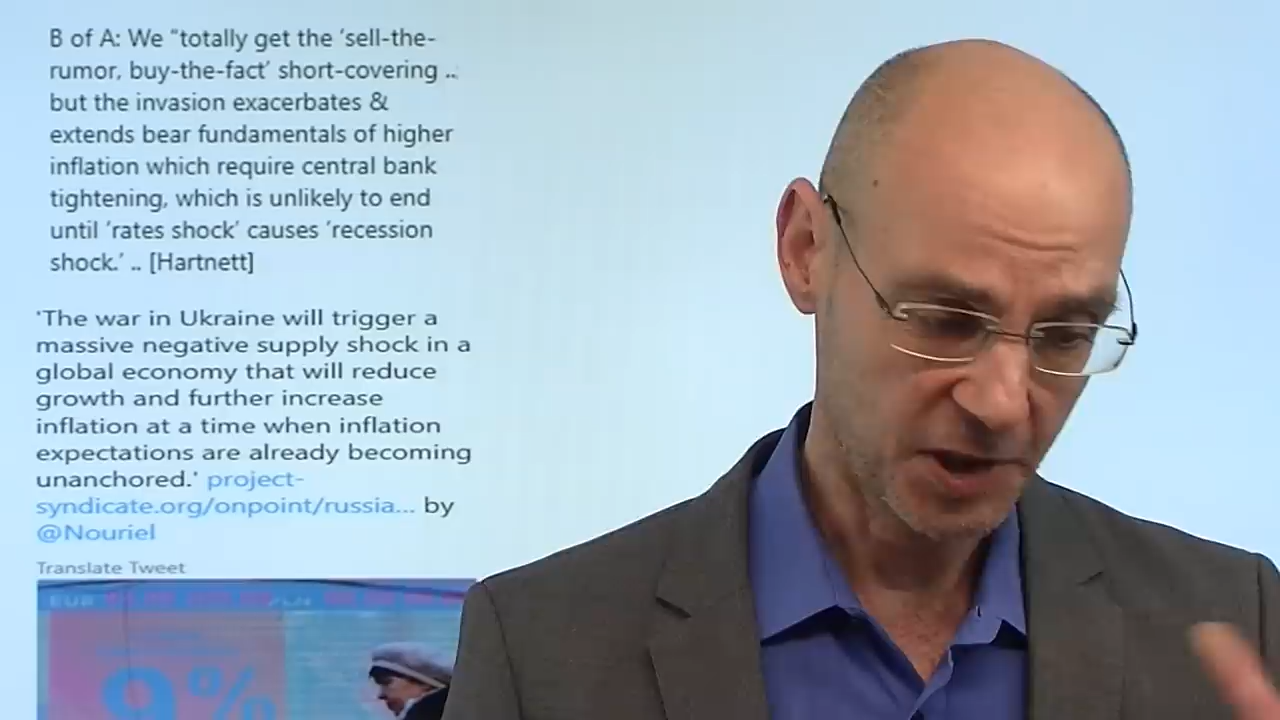 B of A: We “totally get the ‘sell-the-
rumor, buy-the-fact’ short-covering ..
but the invasion exacerbates &
extends bear fundamentals of higher
inflation which require central bank
tightening, which is unlikely to end
until ‘rates shock’ causes ‘recession
shock.’ .. [Hartnett]
'The war in Ukraine will trigger a
massive negative supply shock in a
global economy that will reduce
growth and further increase
inflation at a time when inflation
expectations are already becoming
unanchored.' project-
syndicate.org/onpoint/russia... by
@Nouriel
Translate Tweet
EUR PLN
9%